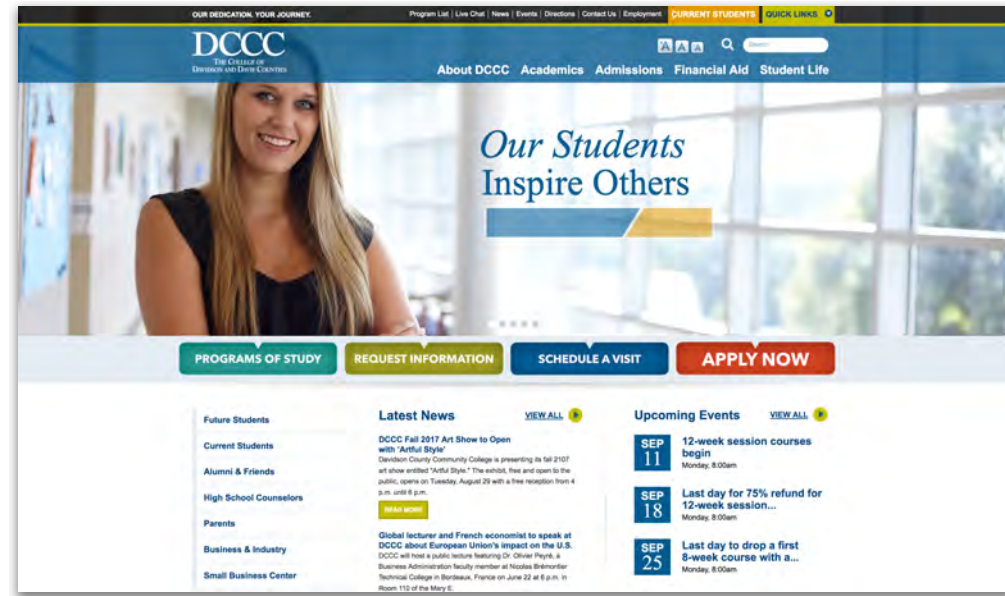 OUR DEDICATION. YOUR JOURNEY.
Program List | Live Chat | News | Events | Directions | Contact Us | Employment
CURRENT STUDENTS
QUICK LINKS
DCCC
THE COLLEGE OF
DAVIDSON AND DAVIE COUNTIES
A A A
Search
About DCCC Academics Admissions Financial Aid Student Life
Our Students
Inspire Others
PROGRAMS OF STUDY
REQUEST INFORMATION
SCHEDULE A VISIT
APPLY NOW
Future Students
Current Students
Alumni & Friends
High School Counselors
Parents
Business & Industry
Small Business Center
Latest News
VIEW ALL
DCCC Fall 2017 Art Show to Open
with 'Artful Style'
Davidson County Community College is presenting its fall 2107
art show entitled "Artful Style." The exhibit, free and open to the
public, opens on Tuesday, August 29 with a free reception from 4
p.m. until 6 p.m.
READ MORE
Global lecturer and French economist to speak at
DCCC about European Union's impact on the U.S.
DCCC will host a public lecture featuring Dr. Olivier Peyré, a
Business Administration faculty member at Nicolas Brémontier
Technical College in Bordeaux, France on June 22 at 6 p.m. in
Room 110 of the Mary E.
Upcoming Events
VIEW ALL
SEP
11
12-week session courses
begin
Monday, 8:00am
SEP
18
Last day for 75% refund for
12-week session...
Monday, 8:00am
SEP
25
Last day to drop a first
8-week course with a...
Monday, 8:00am